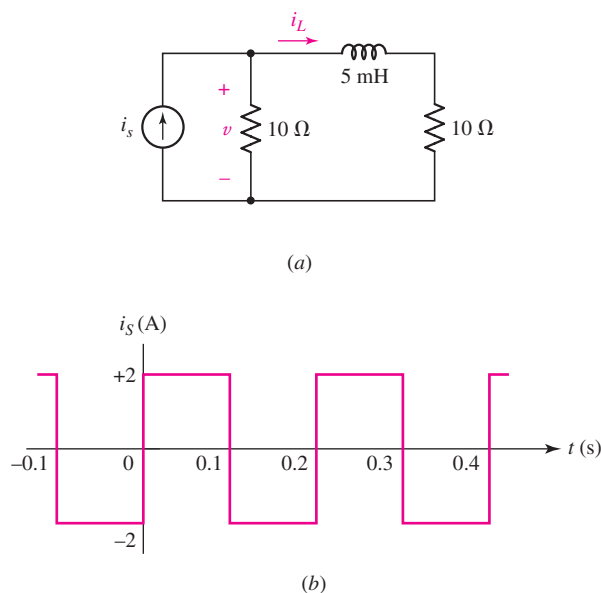 i_L
5 mH
+
i_s
v
10 Ω
10 Ω
−
(a)
i_S (A)
+2
−0.1
0
0.1
0.2
0.3
0.4
t (s)
−2
(b)